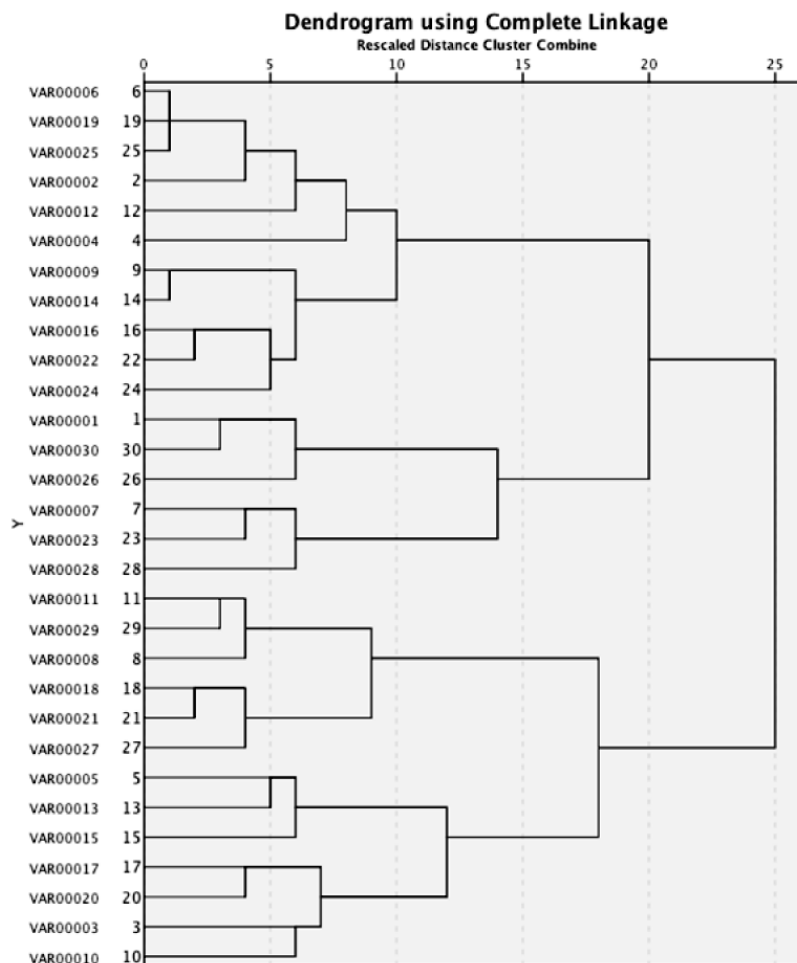 Dendrogram using Complete Linkage
Rescaled Distance Cluster Combine
0 5 10 15 20 25
VAR00006 6
VAR00019 19
VAR00025 25
VAR00002 2
VAR00012 12
VAR00004 4
VAR00009 9
VAR00014 14
VAR00016 16
VAR00022 22
VAR00024 24
VAR00001 1
VAR00030 30
VAR00026 26
VAR00007 7
Y
VAR00023 23
VAR00028 28
VAR00011 11
VAR00029 29
VAR00008 8
VAR00018 18
VAR00021 21
VAR00027 27
VAR00005 5
VAR00013 13
VAR00015 15
VAR00017 17
VAR00020 20
VAR00003 3
VAR00010 10